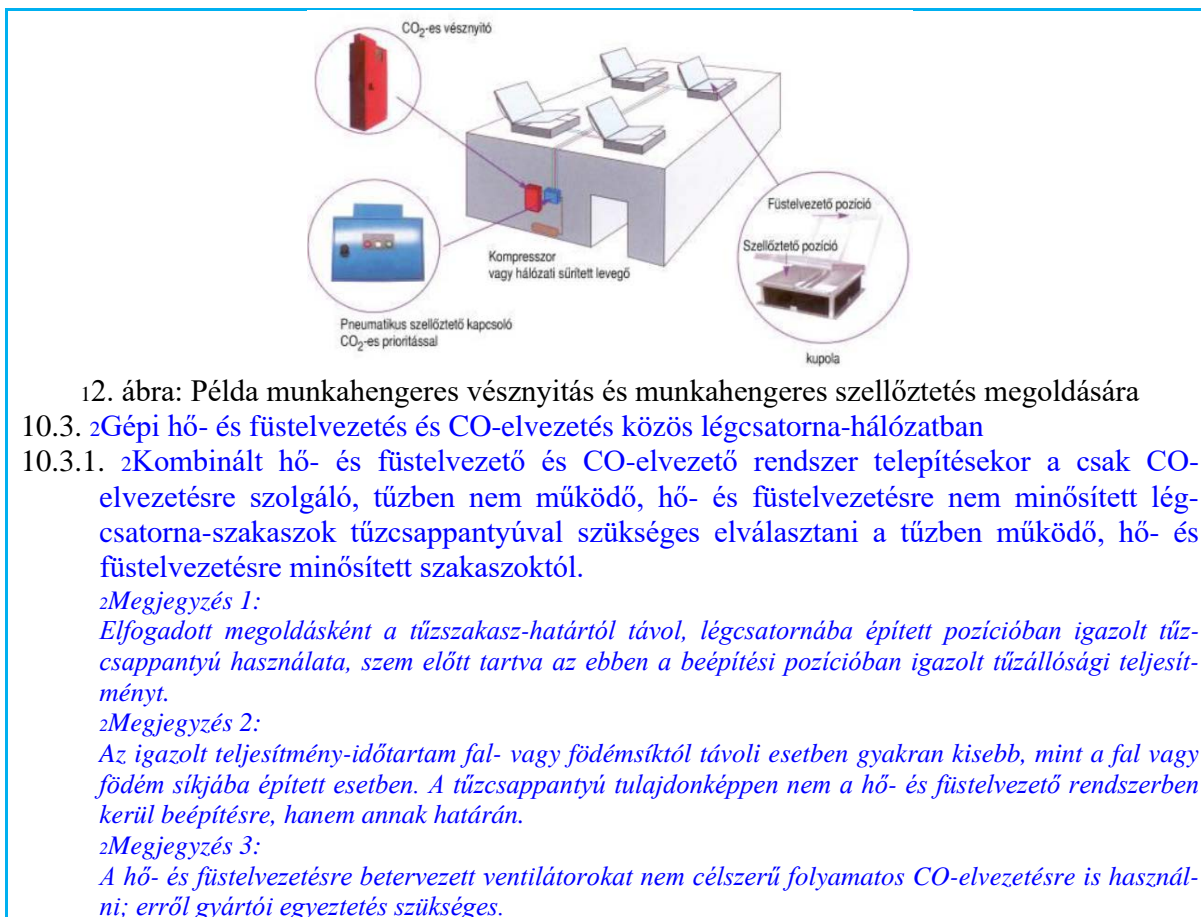 CO₂-es vésznyitó
Füstelvezető pozíció
Szellőztető pozíció
Kompresszor
vagy hálózati sűrített levegő
Pneumatikus szellőztető kapcsoló
CO₂-es prioritással
kupola
12. ábra: Példa munkahengeres vésznyitás és munkahengeres szellőztetés megoldására
10.3. 2Gépi hő- és füstelvezetés és CO-elvezetés közös légcsatorna-hálózatban
10.3.1. 2Kombinált hő- és füstelvezető és CO-elvezető rendszer telepítésekor a csak CO-
elvezetésre szolgáló, tűzben nem működő, hő- és füstelvezetésre nem minősített lég-
csatorna-szakaszok tűzcsappantyúval szükséges elválasztani a tűzben működő, hő- és
füstelvezetésre minősített szakaszoktól.
2Megjegyzés 1:
Elfogadott megoldásként a tűzszakasz-határtól távol, légcsatornába épített pozícióban igazolt tűz-
csappantyú használata, szem előtt tartva az ebben a beépítési pozícióban igazolt tűzállósági teljesít-
ményt.
2Megjegyzés 2:
Az igazolt teljesítmény-időtartam fal- vagy födémsíktól távoli esetben gyakran kisebb, mint a fal vagy
födém síkjába épített esetben. A tűzcsappantyú tulajdonképpen nem a hő- és füstelvezető rendszerben
kerül beépítésre, hanem annak határán.
2Megjegyzés 3:
A hő- és füstelvezetésre betervezett ventilátorokat nem célszerű folyamatos CO-elvezetésre is használ-
ni; erről gyártói egyeztetés szükséges.